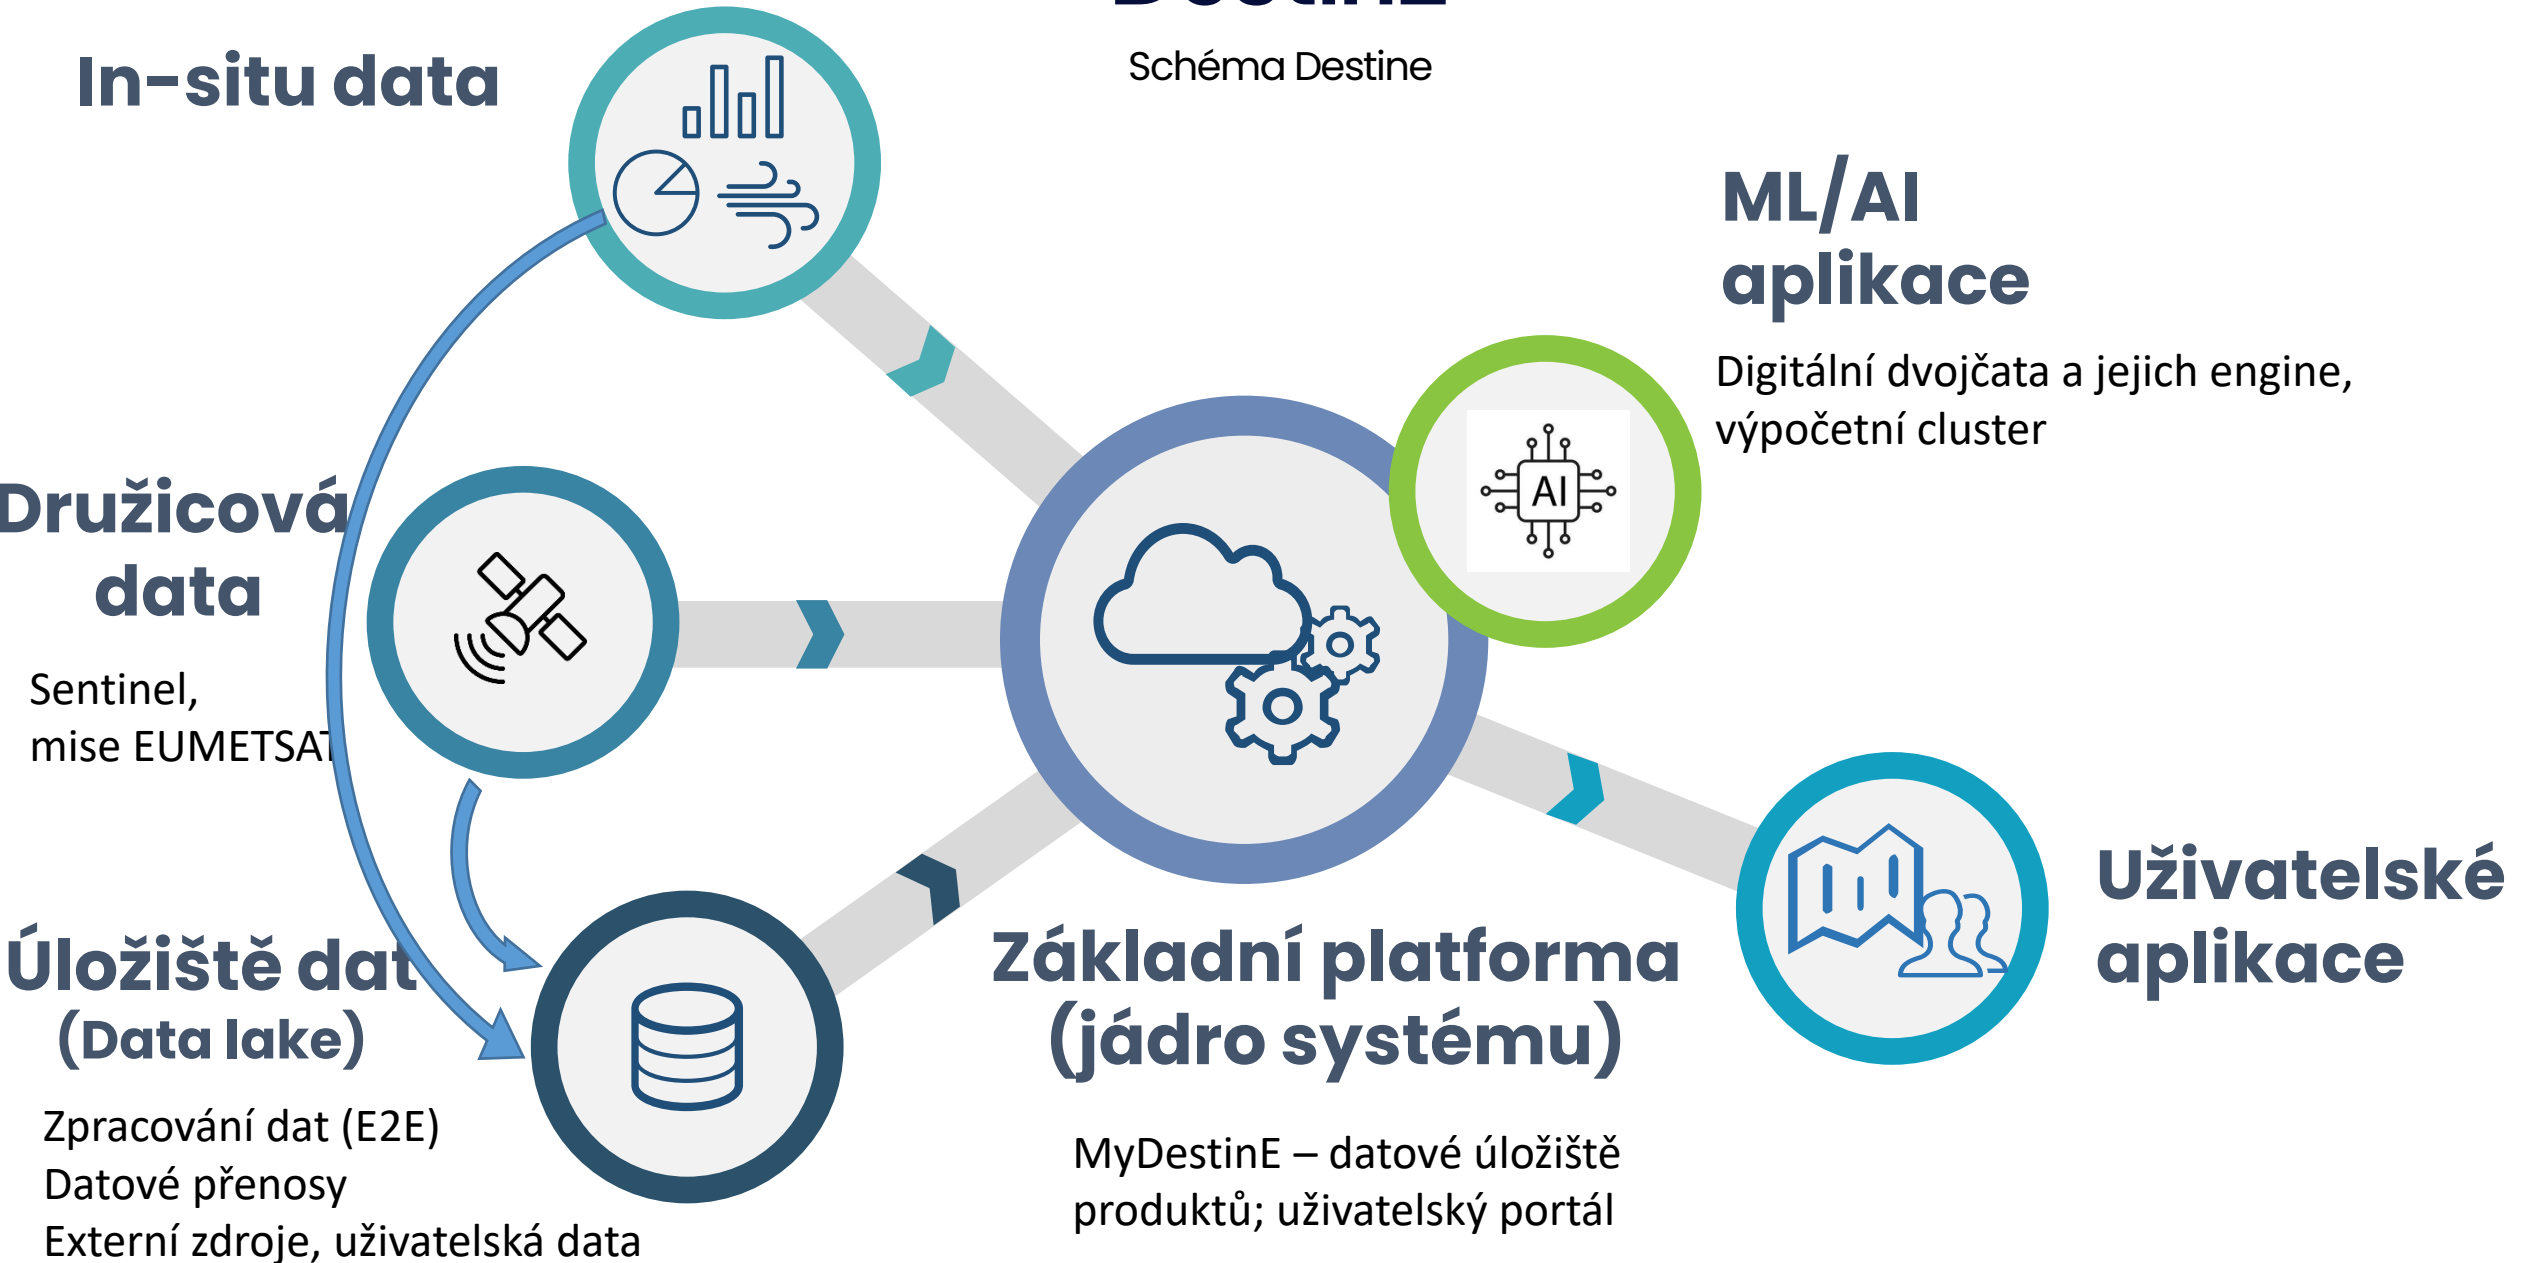 Schéma Destine
In-situ data
ML/AI
aplikace
Digitální dvojčata a jejich engine,
výpočetní cluster
AI
Družicová
data
Sentinel,
mise EUMETSAT
Úložiště dat
(Data lake)
Zpracování dat (E2E)
Datové přenosy
Externí zdroje, uživatelská data
Základní platforma
(jádro systému)
MyDestinE – datové úložiště
produktů; uživatelský portál
Uživatelské
aplikace